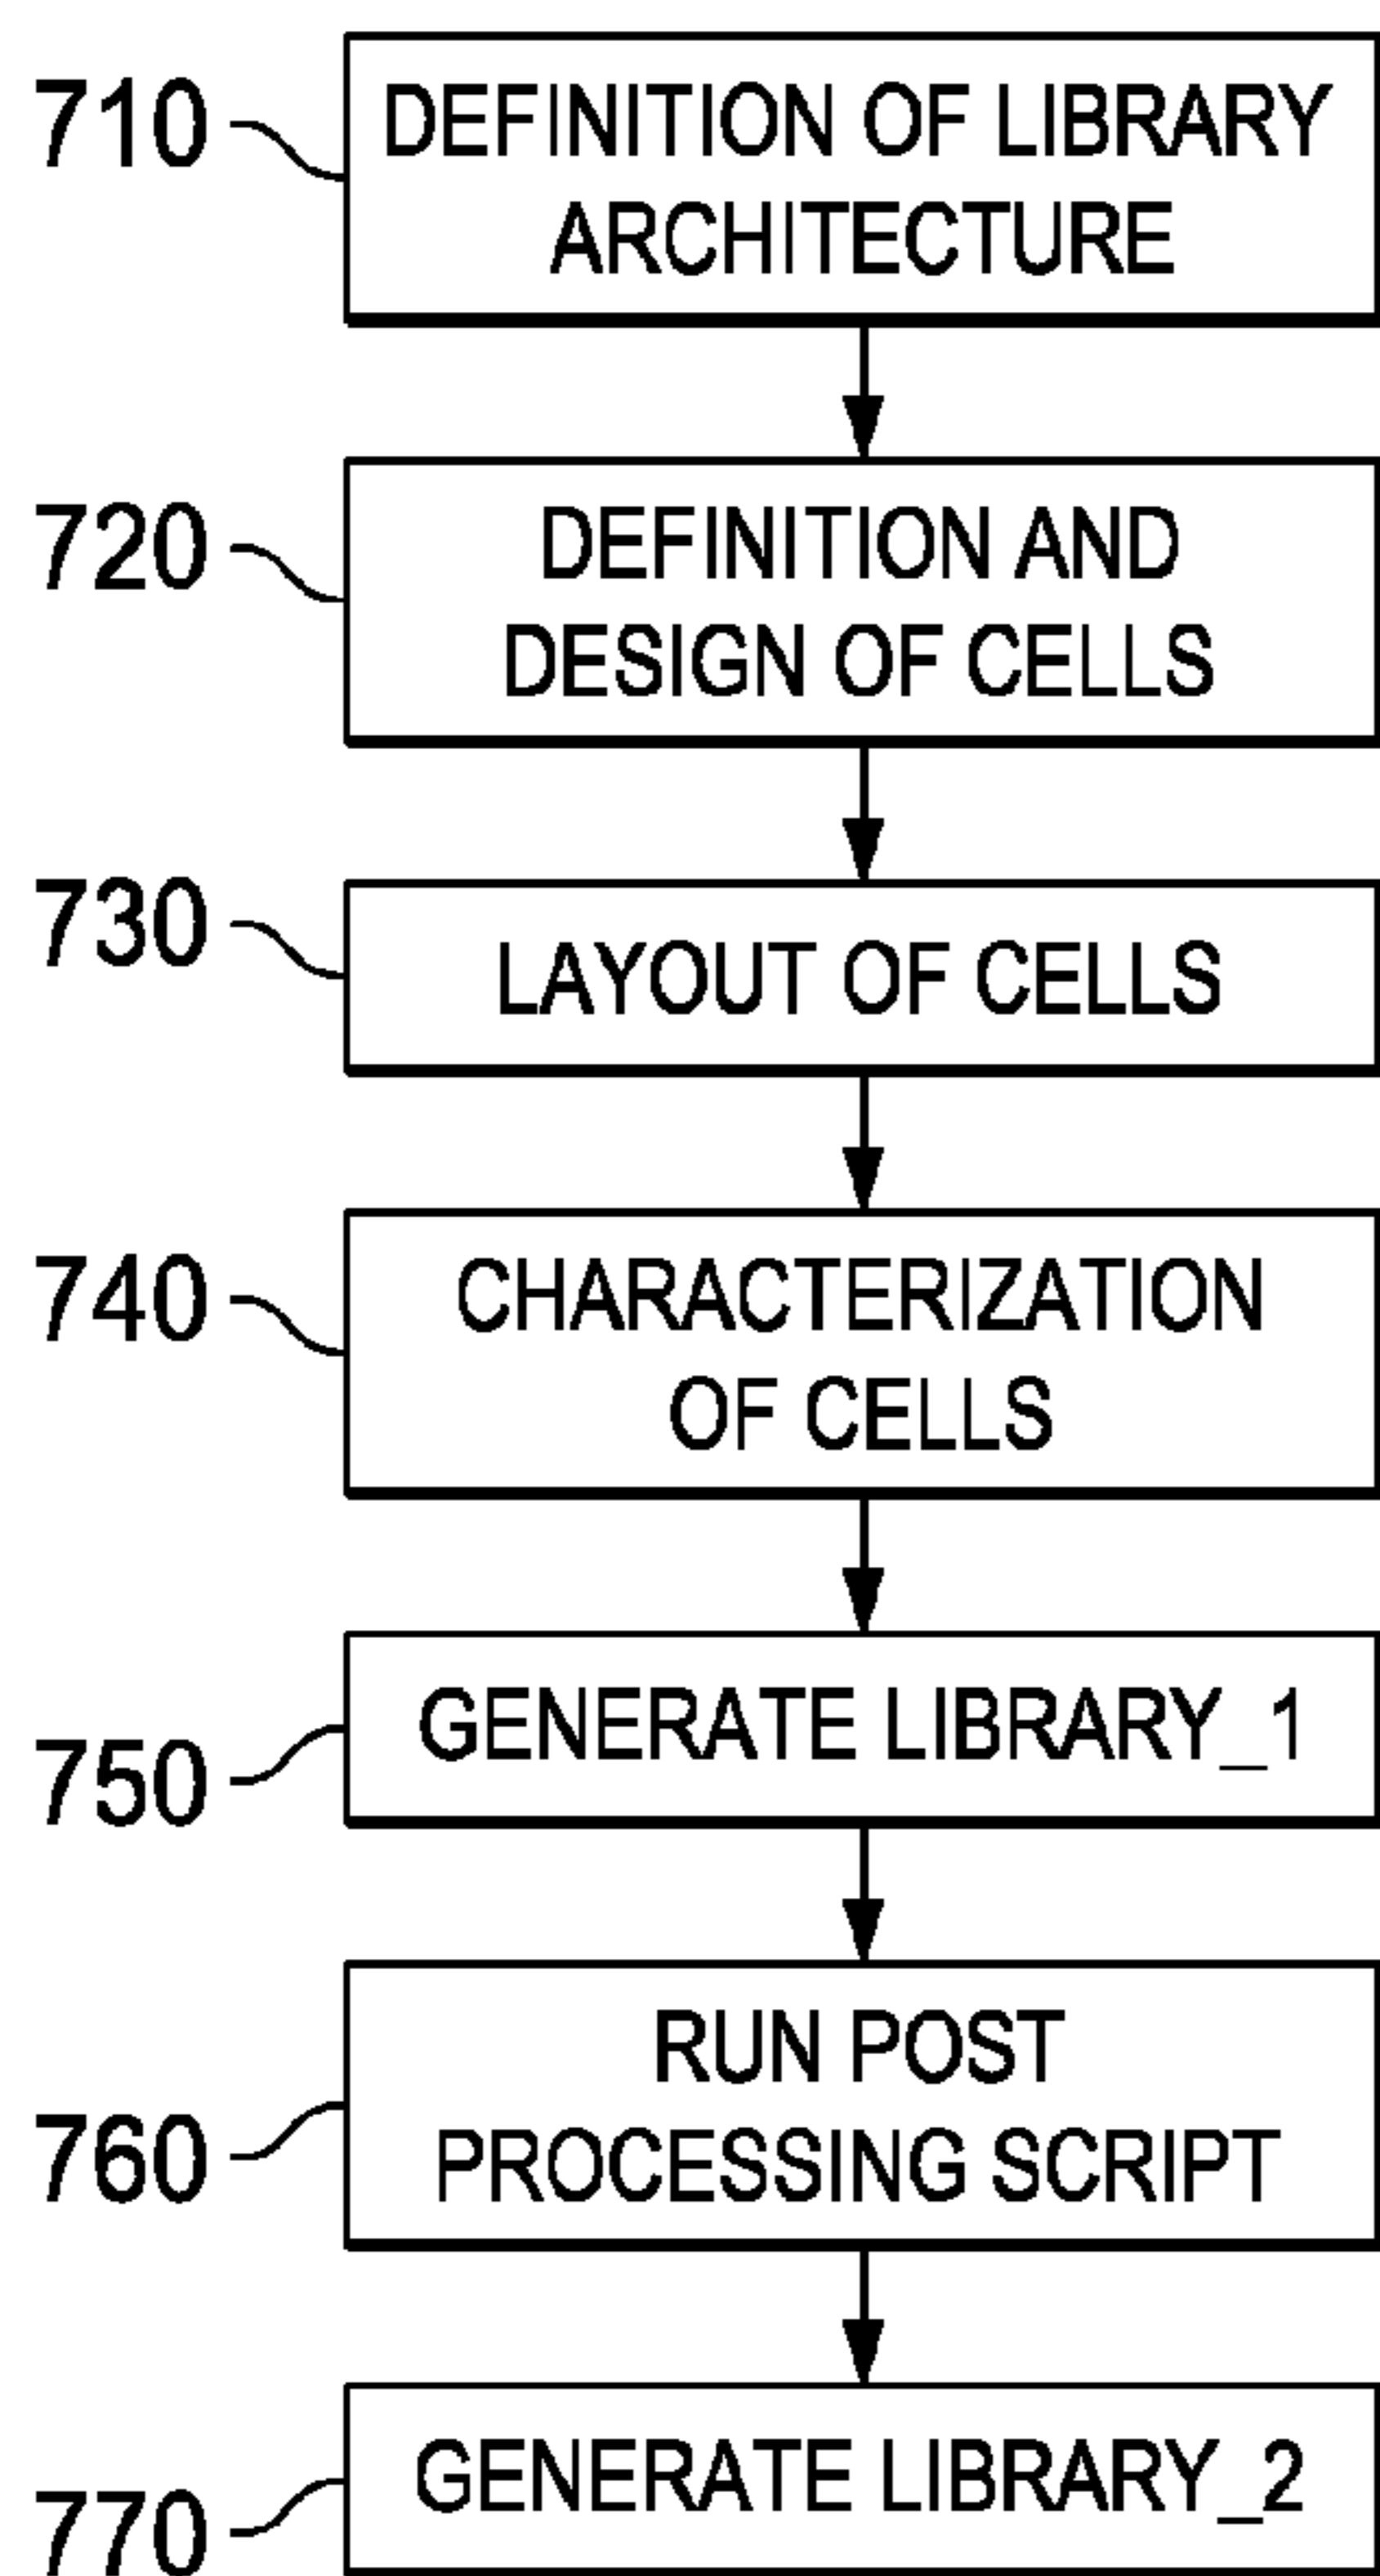 710
DEFINITION OF LIBRARY
ARCHITECTURE
720
DEFINITION AND
DESIGN OF CELLS
730
LAYOUT OF CELLS
740
CHARACTERIZATION
OF CELLS
750
GENERATE LIBRARY_1
760
RUN POST
PROCESSING SCRIPT
770
GENERATE LIBRARY_2